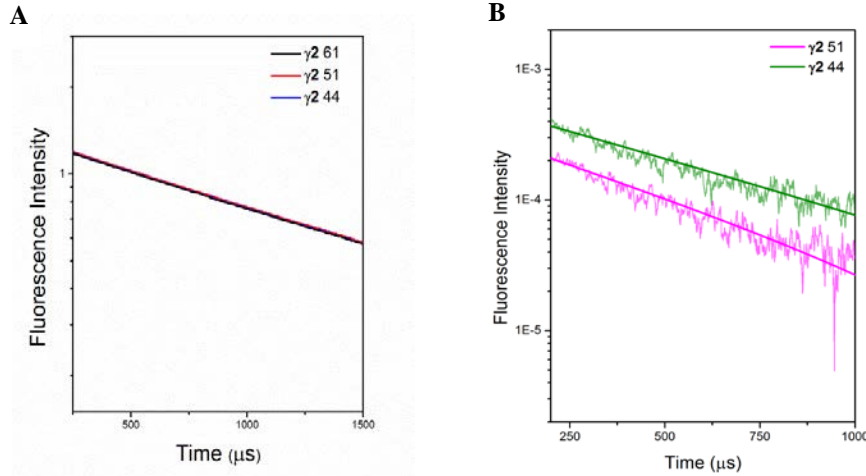 A
γ2 61
γ2 51
γ2 44
Fluorescence Intensity
1
500
1000
1500
Time (μs)
B
γ2 51
γ2 44
Fluorescence Intensity
1E-3
1E-4
1E-5
250
500
750
1000
Time (μs)